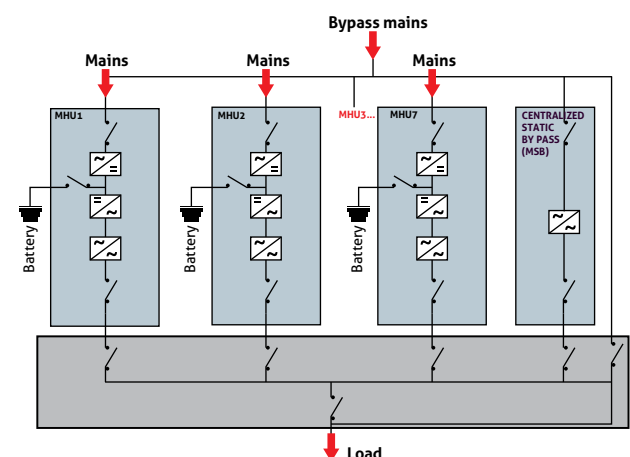 Bypass mains
Mains
Mains
Mains
MHU1
MHU2
MHU3...
MHU7
CENTRALIZED
STATIC
BY PASS
(MSB)
Battery
Battery
Battery
Load